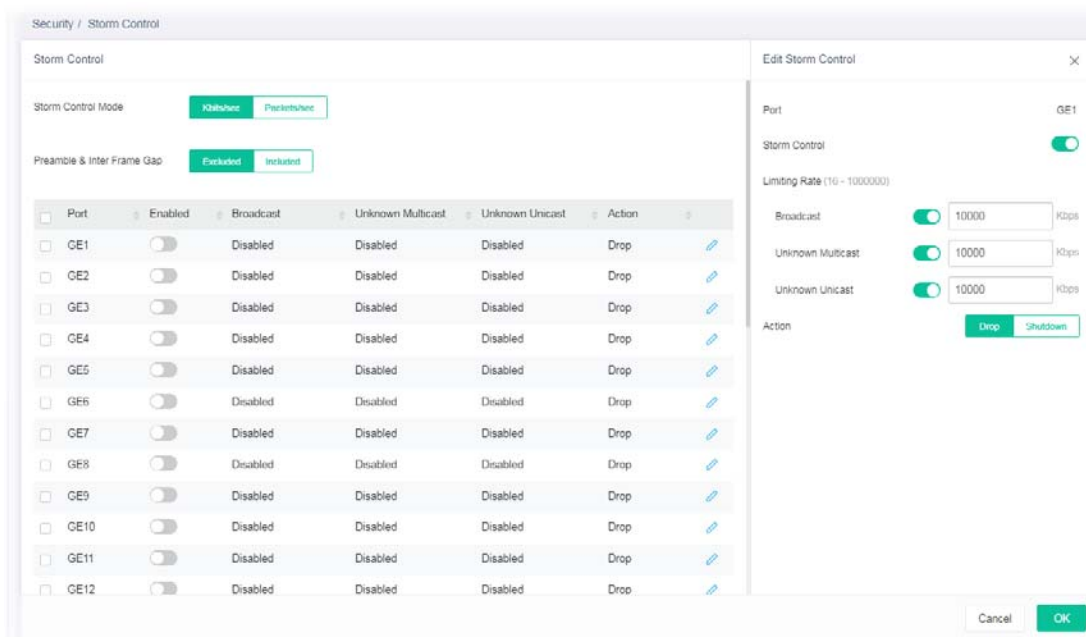 Security / Storm Control
Storm Control
Storm Control Mode Kbits/sec Packets/sec
Preamble & Inter Frame Gap Excluded Included
Port Enabled Broadcast Unknown Multicast Unknown Unicast Action
GE1 Disabled Disabled Disabled Drop
GE2 Disabled Disabled Disabled Drop
GE3 Disabled Disabled Disabled Drop
GE4 Disabled Disabled Disabled Drop
GE5 Disabled Disabled Disabled Drop
GE6 Disabled Disabled Disabled Drop
GE7 Disabled Disabled Disabled Drop
GE8 Disabled Disabled Disabled Drop
GE9 Disabled Disabled Disabled Drop
GE10 Disabled Disabled Disabled Drop
GE11 Disabled Disabled Disabled Drop
GE12 Disabled Disabled Disabled Drop
Edit Storm Control
Port GE1
Storm Control
Limiting Rate (16 - 1000000)
Broadcast 10000 Kbps
Unknown Multicast 10000 Kbps
Unknown Unicast 10000 Kbps
Action Drop Shutdown
Cancel OK